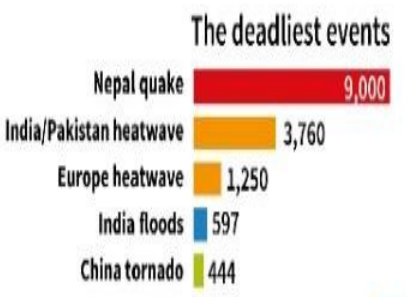 The deadliest events
Nepal quake 9,000
India/Pakistan heatwave 3,760
Europe heatwave 1,250
India floods 597
China tornado 444